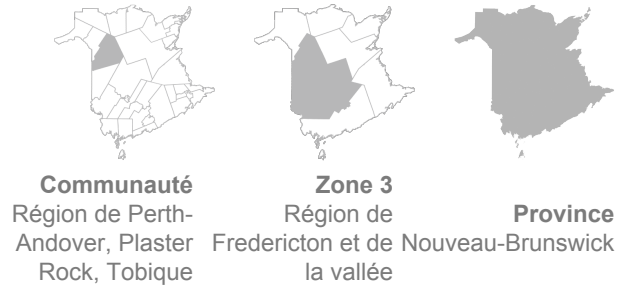 Communauté
Région de Perth-
Andover, Plaster
Rock, Tobique
Zone 3
Région de
Fredericton et de
la vallée
Province
Nouveau-Brunswick